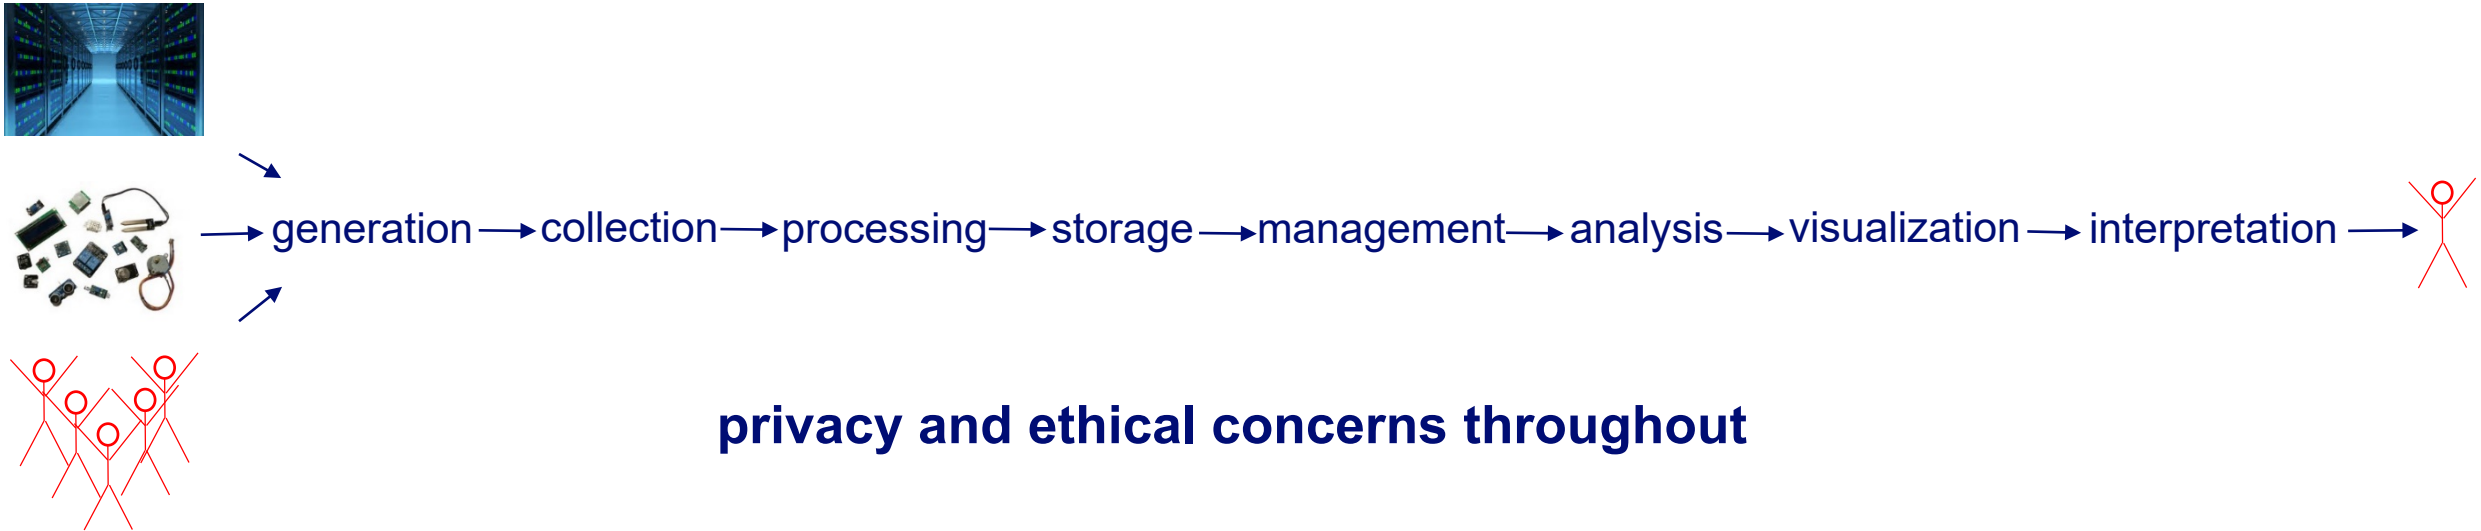 generation collection processing storage management analysis visualization interpretation
privacy and ethical concerns throughout